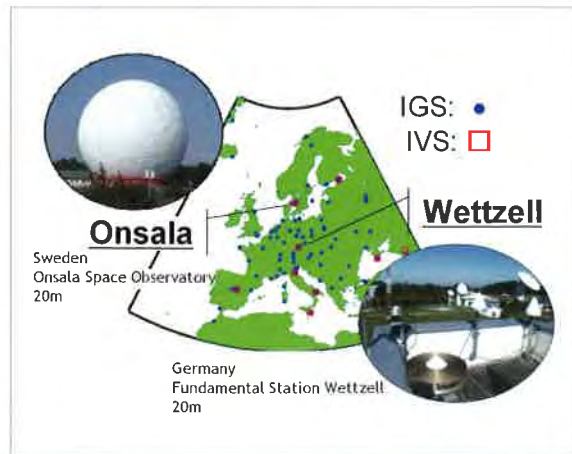 IGS:
IVS:
Onsala
Wettzell
Sweden
Onsala Space Observatory
20m
Germany
Fundamental Station Wettzell
20m